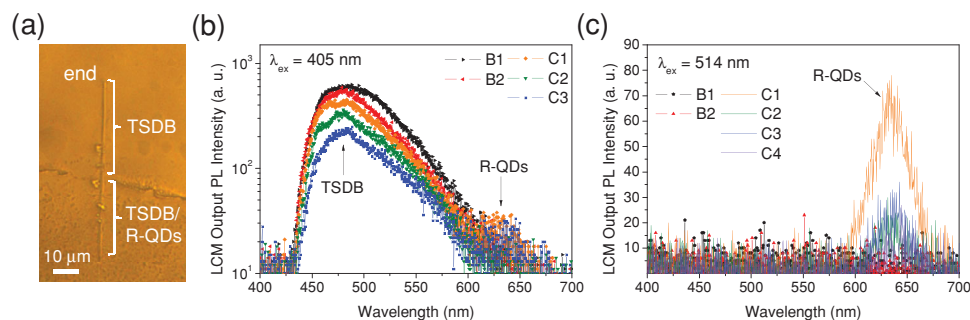 (a)
end
TSDB
TSDB/
R-QDs
10 μm
(b)
LCM Output PL Intensity (a. u.)
10³
10²
10¹
λex = 405 nm
B1
B2
C1
C2
C3
TSDB
R-QDs
400 450 500 550 600 650 700
Wavelength (nm)
(c)
LCM Output PL Intensity (a. u.)
90
80
70
60
50
40
30
20
10
λex = 514 nm
B1
B2
C1
C2
C3
C4
R-QDs
400 450 500 550 600 650 700
Wavelength (nm)